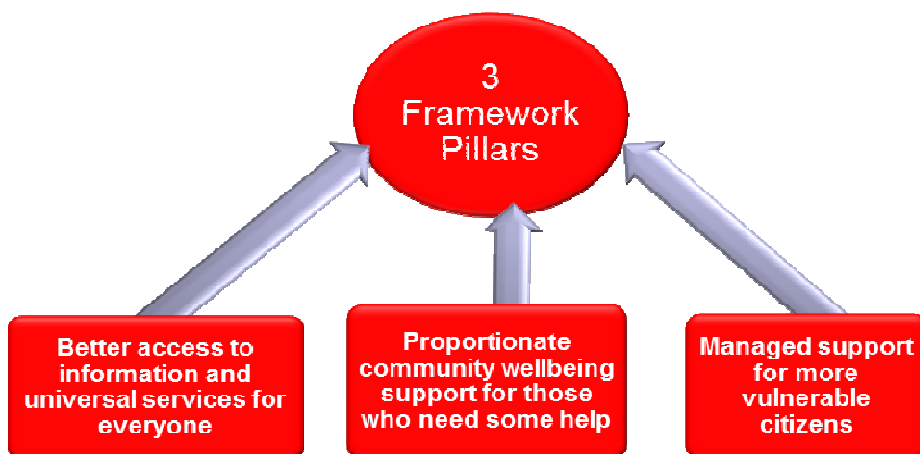 3
Framework
Pillars
Better access to
information and
universal services for
everyone
Proportionate
community wellbeing
support for those
who need some help
Managed support
for more
vulnerable
citizens